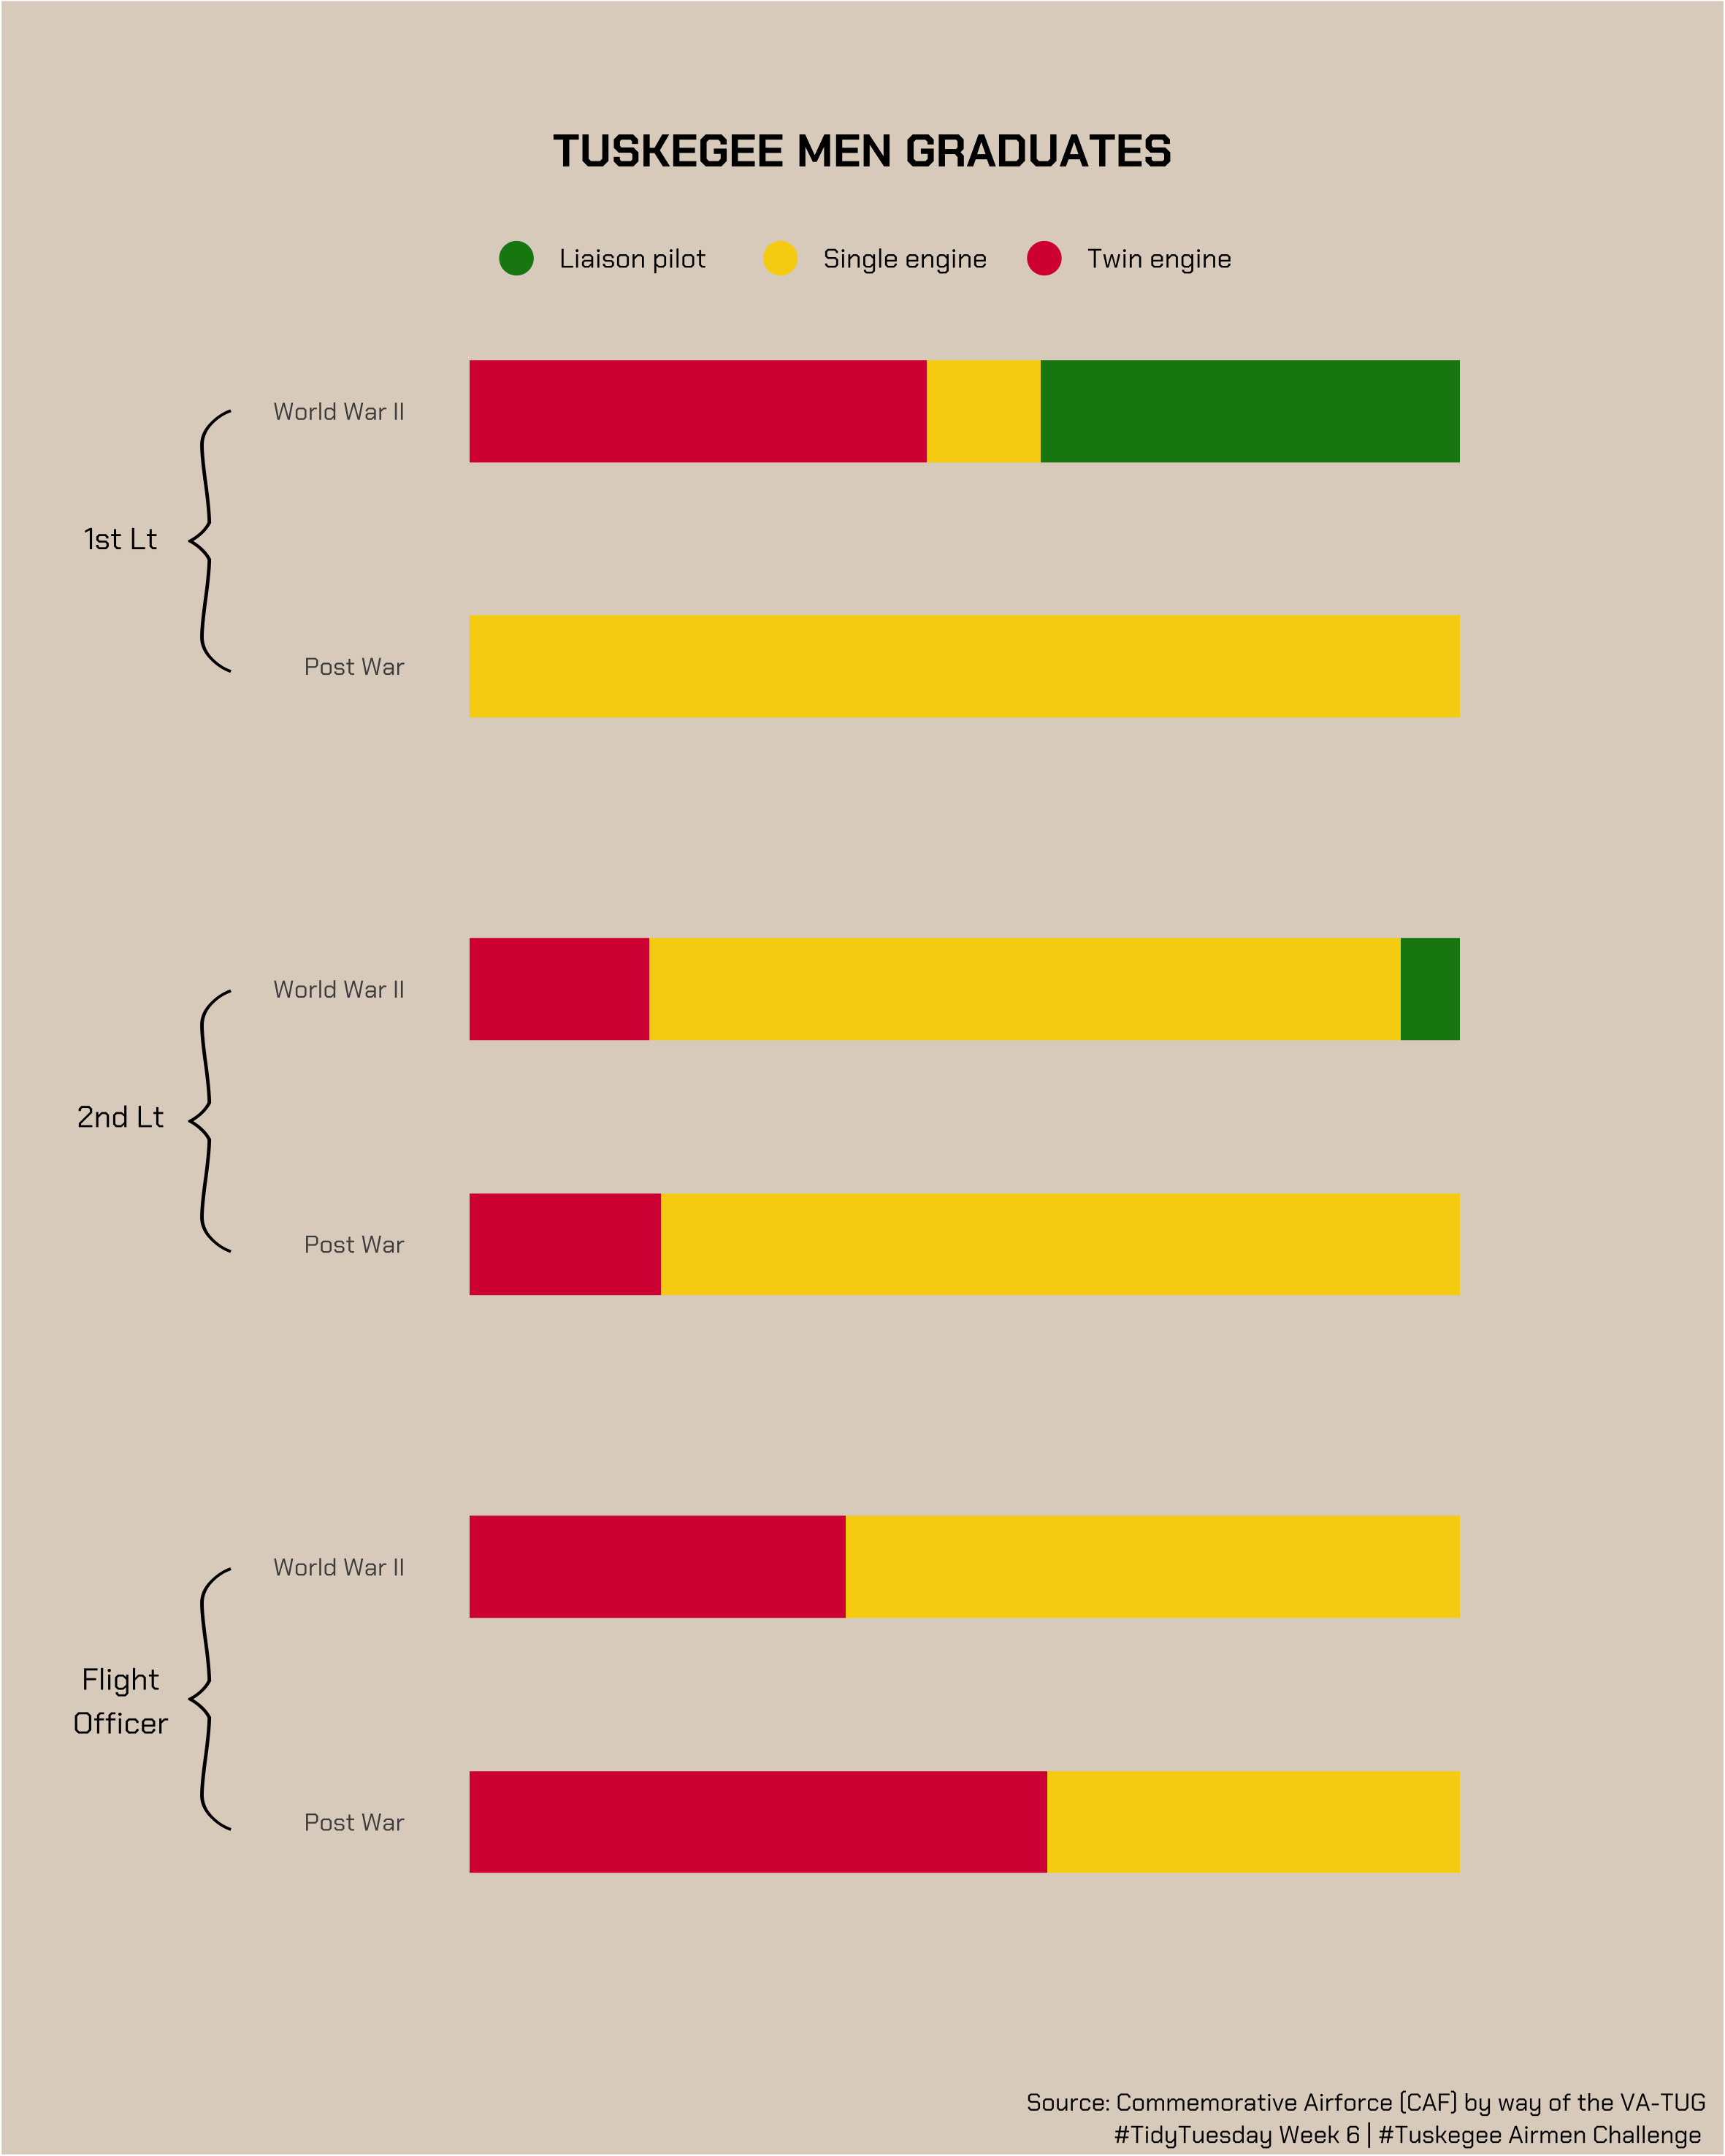 TUSKEGEE MEN GRADUATES
Liaison pilot
Single engine
Twin engine
1st Lt
World War II
Post War
2nd Lt
World War II
Post War
Flight
Officer
World War II
Post War
Source: Commemorative Airforce (CAF) by way of the VA-TUG
#TidyTuesday Week 6 | #Tuskegee Airmen Challenge